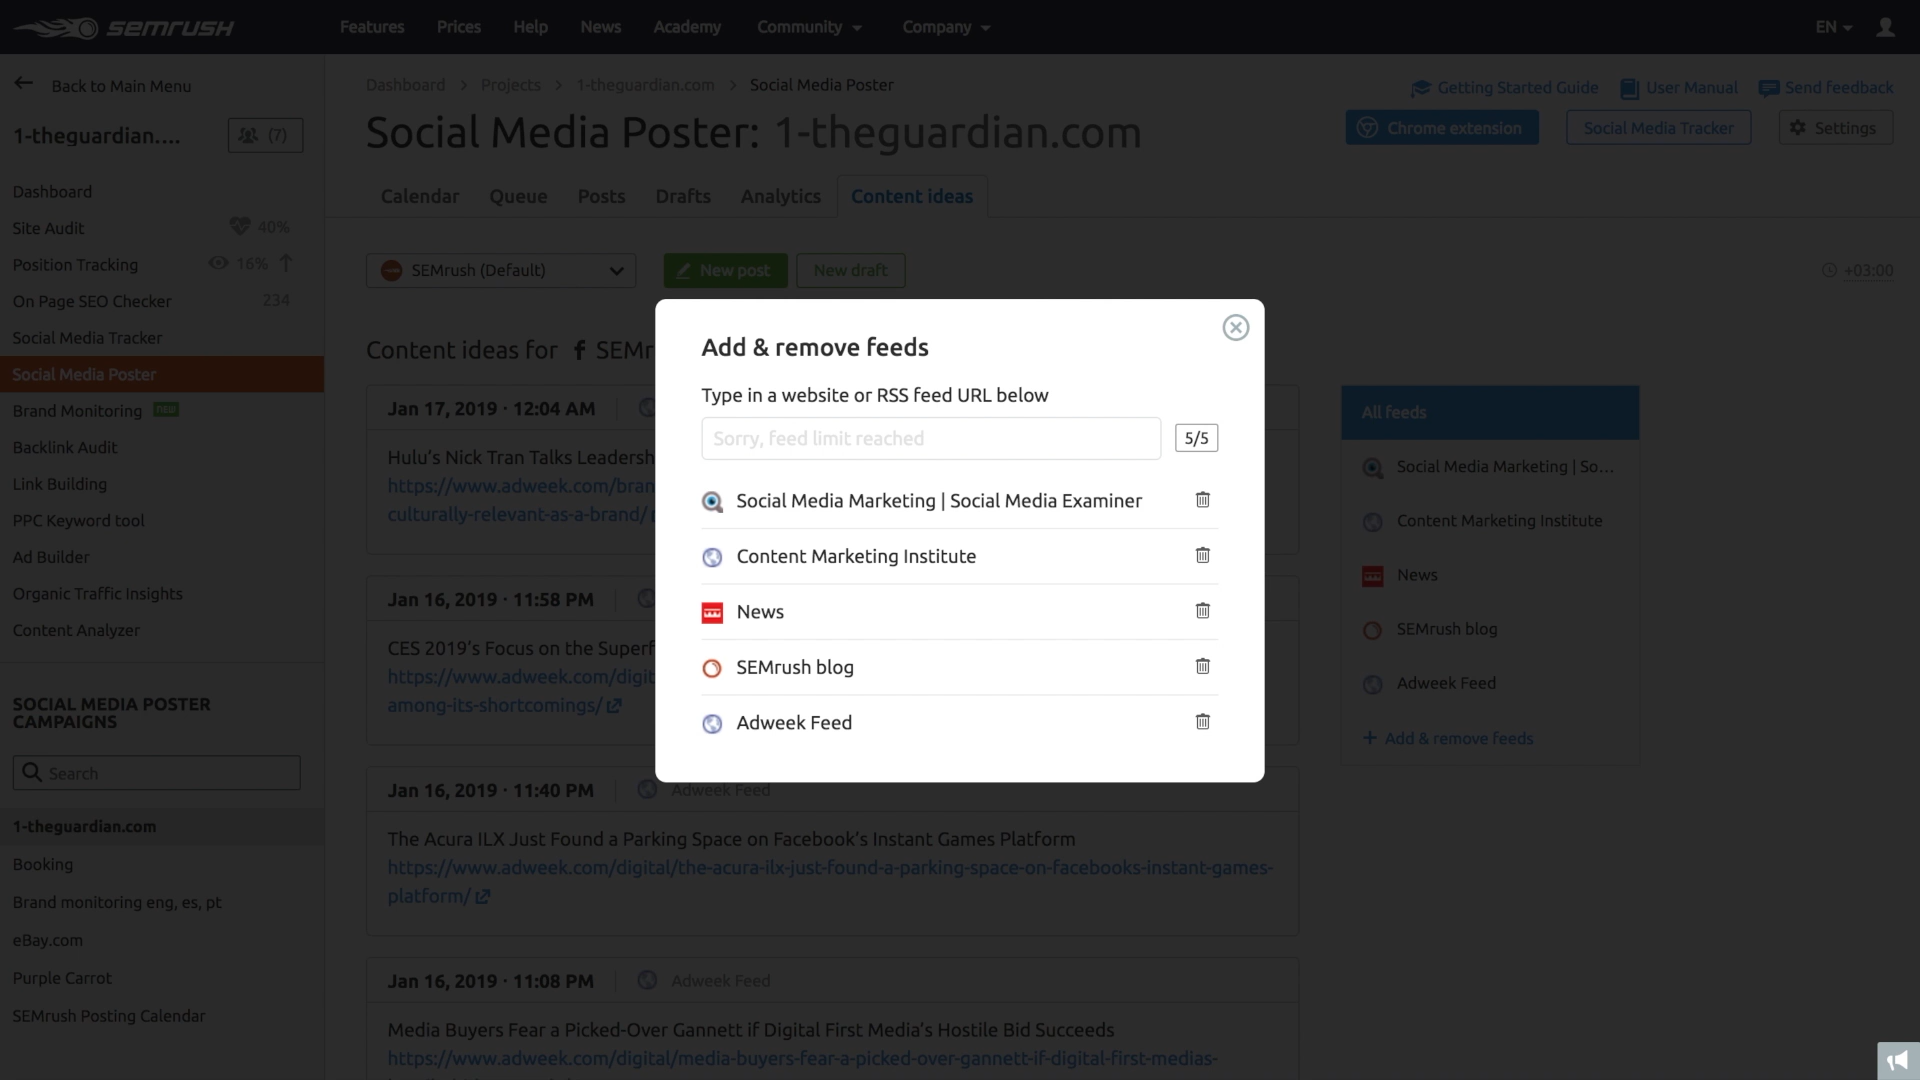 SEMRUSH
Features Prices Help News Academy Community Company EN
Back to Main Menu
1-theguardian.... (7)
Dashboard
Site Audit 40%
Position Tracking 16%
On Page SEO Checker 234
Social Media Tracker
Social Media Poster
Brand Monitoring new
Backlink Audit
Link Building
PPC Keyword tool
Ad Builder
Organic Traffic Insights
Content Analyzer
SOCIAL MEDIA POSTER
CAMPAIGNS
Search
1-theguardian.com
Booking
Brand monitoring eng, es, pt
eBay.com
Purple Carrot
SEMrush Posting Calendar
Dashboard > Projects > 1-theguardian.com > Social Media Poster
Getting Started Guide User Manual Send feedback
Social Media Poster: 1-theguardian.com
Chrome extension Social Media Tracker Settings
Calendar Queue Posts Drafts Analytics Content ideas
SEMrush (Default) New post New draft +03:00
Content ideas for SEMr
Jan 17, 2019 · 12:04 AM
Hulu's Nick Tran Talks Leadersh
https://www.adweek.com/bran
culturally-relevant-as-a-brand/
Jan 16, 2019 · 11:58 PM
CES 2019's Focus on the Superf
https://www.adweek.com/digit
among-its-shortcomings/
Jan 16, 2019 · 11:40 PM Adweek Feed
The Acura ILX Just Found a Parking Space on Facebook's Instant Games Platform
https://www.adweek.com/digital/the-acura-ilx-just-found-a-parking-space-on-facebooks-instant-games-
platform/
Jan 16, 2019 · 11:08 PM Adweek Feed
Media Buyers Fear a Picked-Over Gannett if Digital First Media's Hostile Bid Succeeds
https://www.adweek.com/digital/media-buyers-fear-a-picked-over-gannett-if-digital-first-medias-
Add & remove feeds
Type in a website or RSS feed URL below
Sorry, feed limit reached 5/5
Social Media Marketing | Social Media Examiner
Content Marketing Institute
News
SEMrush blog
Adweek Feed
All feeds
Social Media Marketing | So...
Content Marketing Institute
News
SEMrush blog
Adweek Feed
+ Add & remove feeds